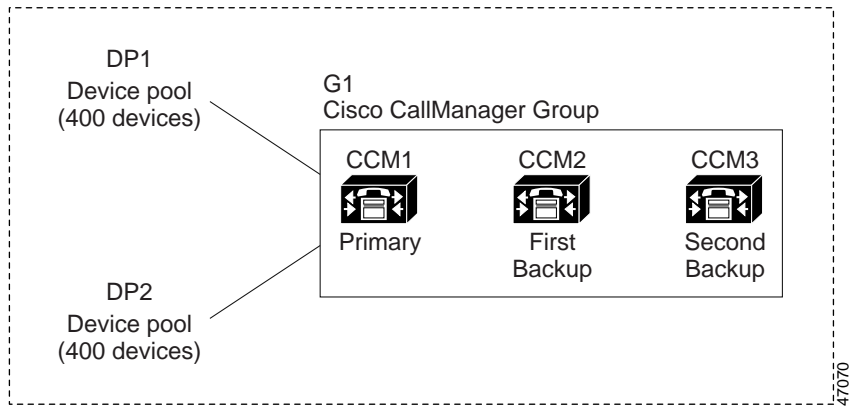 DP1
Device pool
(400 devices)
G1
Cisco CallManager Group
CCM1
Primary
CCM2
First
Backup
CCM3
Second
Backup
DP2
Device pool
(400 devices)
47070